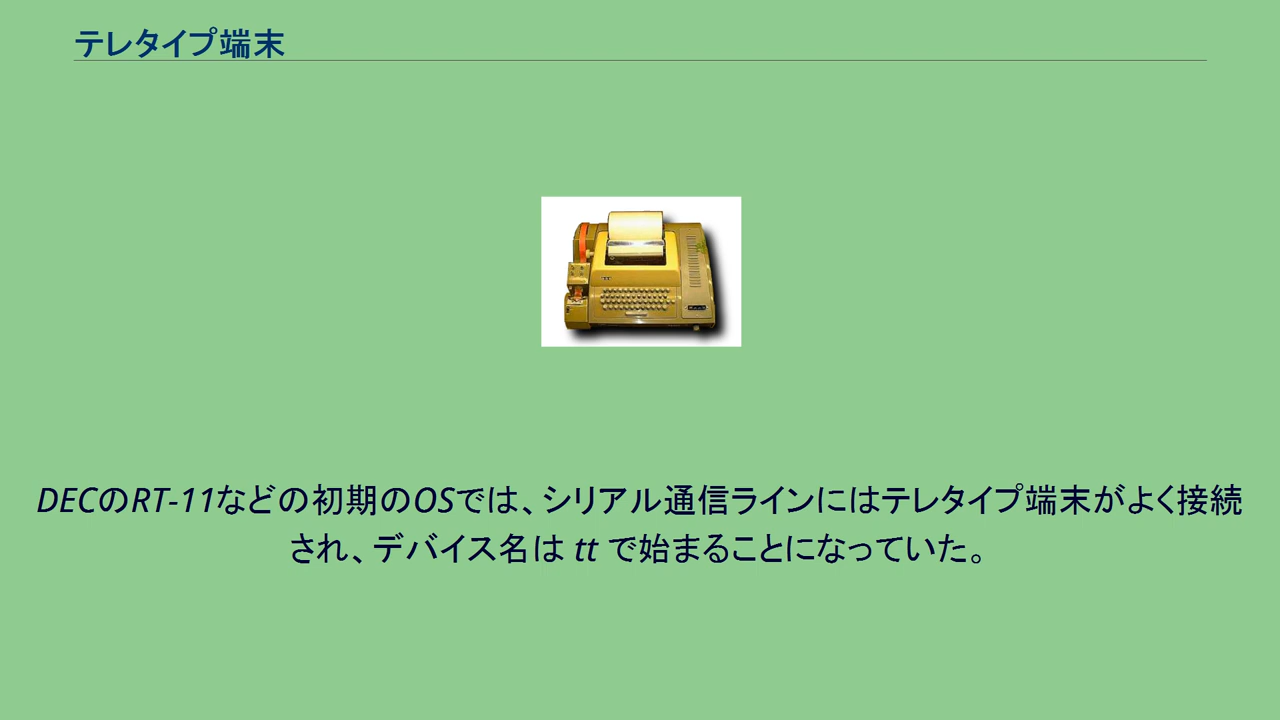 テレタイプ端末
DECのRT-11などの初期のOSでは、シリアル通信ラインにはテレタイプ端末がよく接続
され、デバイス名は tt で始まることになっていた。